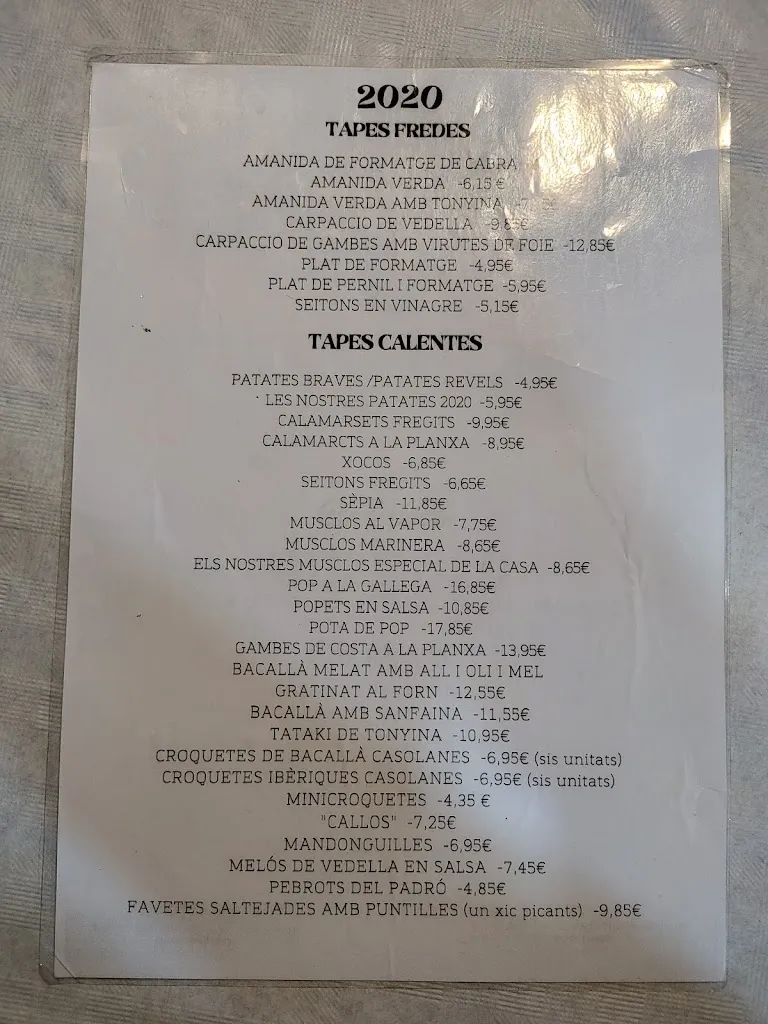 2020
TAPES FREDES
AMANIDA DE FORMATGE DE CABRA
AMANIDA VERDA -6,15 €
AMANIDA VERDA AMB TONYINA
CARPACCIO DE VEDELLA -9,85€
CARPACCIO DE GAMBES AMB VIRUTES DE FOIE -12,85€
PLAT DE FORMATGE -4,95€
PLAT DE PERNIL I FORMATGE -5,95€
SEITONS EN VINAGRE -5,15€
TAPES CALENTES
PATATES BRAVES /PATATES REVELS -4,95€
LES NOSTRES PATATES 2020 -5,95€
CALAMARSETS FREGITS -9,95€
CALAMARCTS A LA PLANXA -8,95€
XOCOS -6,85€
SEITONS FREGITS -6,65€
SÈPIA -11,85€
MUSCLOS AL VAPOR -7,75€
MUSCLOS MARINERA -8,65€
ELS NOSTRES MUSCLOS ESPECIAL DE LA CASA -8,65€
POP A LA GALLEGA -16,85€
POPETS EN SALSA -10,85€
POTA DE POP -17,85€
GAMBES DE COSTA A LA PLANXA -13,95€
BACALLÀ MELAT AMB ALL I OLI I MEL
GRATINAT AL FORN -12,55€
BACALLÀ AMB SANFAINA -11,55€
TATAKI DE TONYINA -10,95€
CROQUETES DE BACALLÀ CASOLANES -6,95€ (sis unitats)
CROQUETES IBÈRIQUES CASOLANES -6,95€ (sis unitats)
MINICROQUETES -4,35 €
"CALLOS" -7,25€
MANDONGUILLES -6,95€
MELÓS DE VEDELLA EN SALSA -7,45€
PEBROTS DEL PADRÓ -4,85€
FAVETES SALTEJADES AMB PUNTILLES (un xic picants) -9,85€